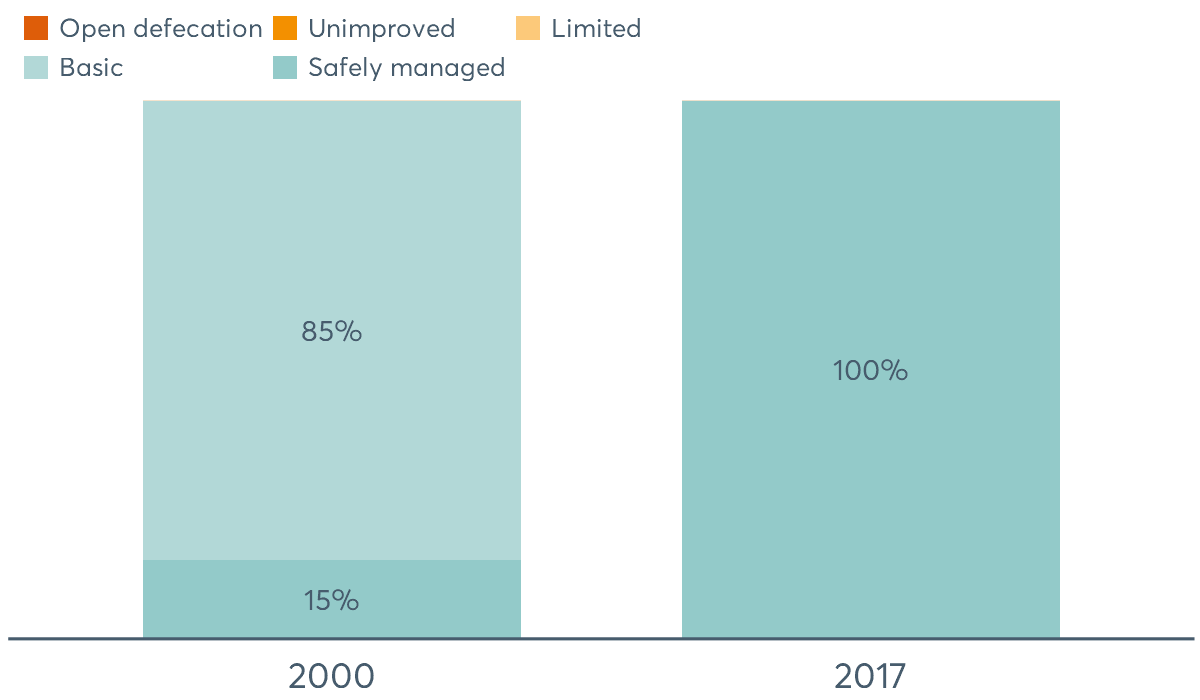 Open defecation Unimproved Limited
Basic Safely managed
85%
100%
15%
2000 2017